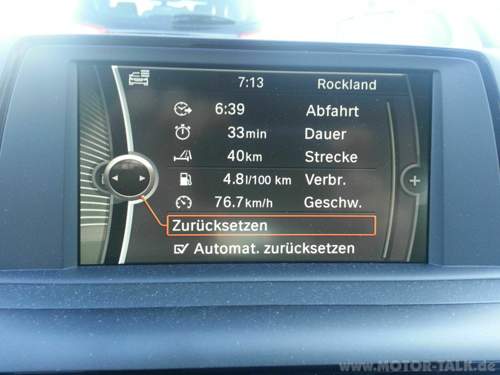 7:13 Rockland
6:39 Abfahrt
33min Dauer
40km Strecke
4.8l/100 km Verbr.
76.7km/h Geschw.
Zurücksetzen
Automat. zurücksetzen
www.MOTOR-TALK.de